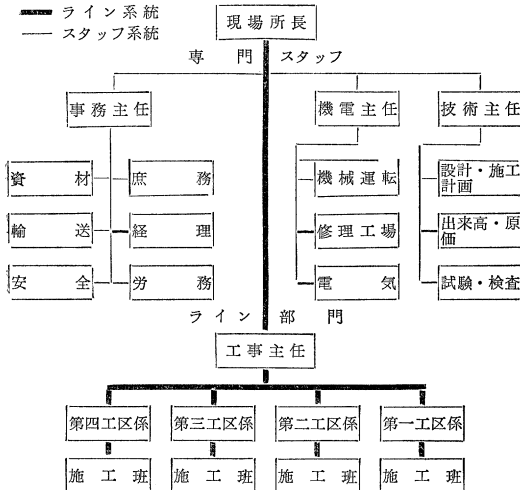 ライン系統
スタッフ系統
現場所長
専門スタッフ
事務主任
機電主任
技術主任
資材
庶務
機械運転
設計・施工
計画
輸送
経理
修理工場
出来高・原
価
安全
労務
電気
試験・検査
ライン部門
工事主任
第四工区係
第三工区係
第二工区係
第一工区係
施工班
施工班
施工班
施工班